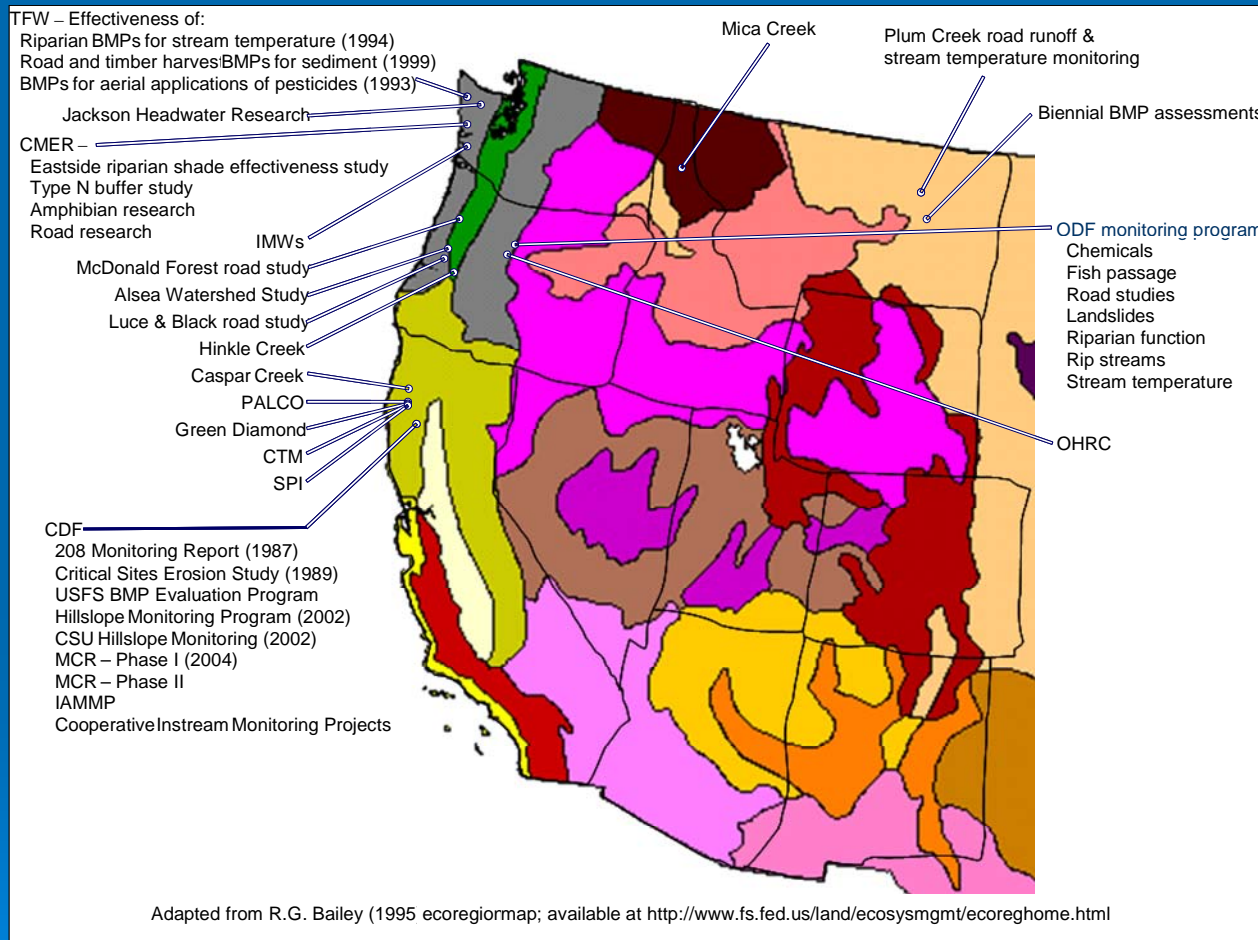 TFW – Effectiveness of:
Riparian BMPs for stream temperature (1994)
Road and timber harvest BMPs for sediment (1999)
BMPs for aerial applications of pesticides (1993)
Jackson Headwater Research
CMER –
Eastside riparian shade effectiveness study
Type N buffer study
Amphibian research
Road research
IMWs
McDonald Forest road study
Alsea Watershed Study
Luce & Black road study
Hinkle Creek
Caspar Creek
PALCO
Green Diamond
CTM
SPI
CDF
208 Monitoring Report (1987)
Critical Sites Erosion Study (1989)
USFS BMP Evaluation Program
Hillslope Monitoring Program (2002)
CSU Hillslope Monitoring (2002)
MCR – Phase I (2004)
MCR – Phase II
IAMMP
Cooperative Instream Monitoring Projects
Mica Creek
Plum Creek road runoff &
stream temperature monitoring
Biennial BMP assessments
ODF monitoring program
Chemicals
Fish passage
Road studies
Landslides
Riparian function
Rip streams
Stream temperature
OHRC
Adapted from R.G. Bailey (1995 ecoregionmap; available at http://www.fs.fed.us/land/ecosysmgmt/ecoreghome.html